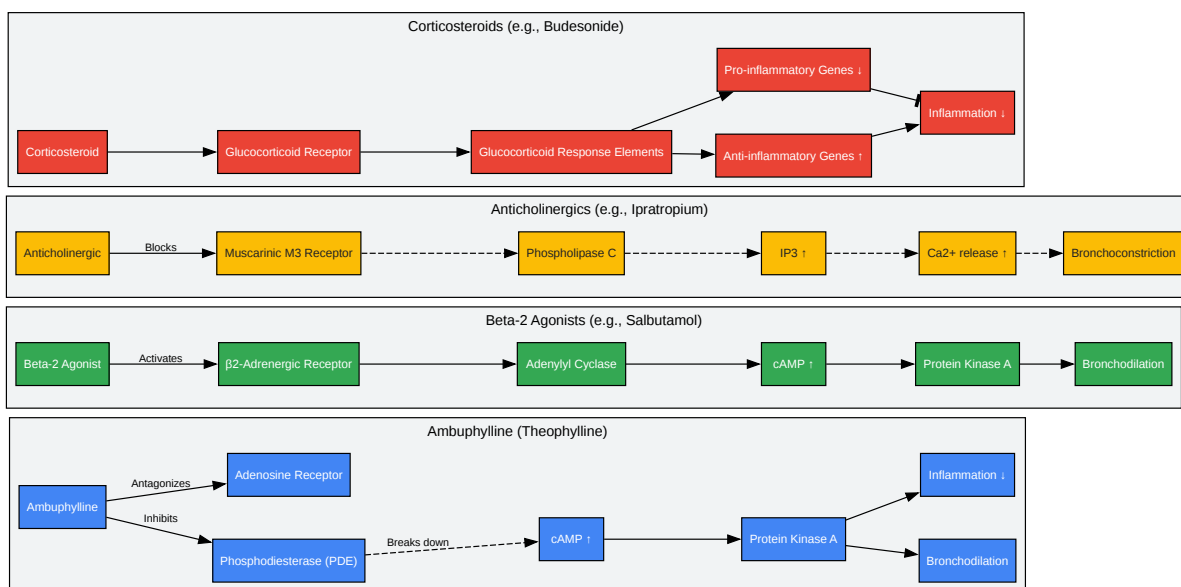 Corticosteroids (e.g., Budesonide)
Pro-inflammatory Genes ↓
Inflammation ↓
Corticosteroid
Glucocorticoid Receptor
Glucocorticoid Response Elements
Anti-inflammatory Genes ↑
Anticholinergics (e.g., Ipratropium)
Anticholinergic
Blocks
Muscarinic M3 Receptor
Phospholipase C
IP3 ↑
Ca2+ release ↑
Bronchoconstriction
Beta-2 Agonists (e.g., Salbutamol)
Beta-2 Agonist
Activates
β2-Adrenergic Receptor
Adenylyl Cyclase
cAMP ↑
Protein Kinase A
Bronchodilation
Ambuphylline (Theophylline)
Antagonizes
Adenosine Receptor
Inflammation ↓
Ambuphylline
Inhibits
Phosphodiesterase (PDE)
Breaks down
cAMP ↑
Protein Kinase A
Bronchodilation